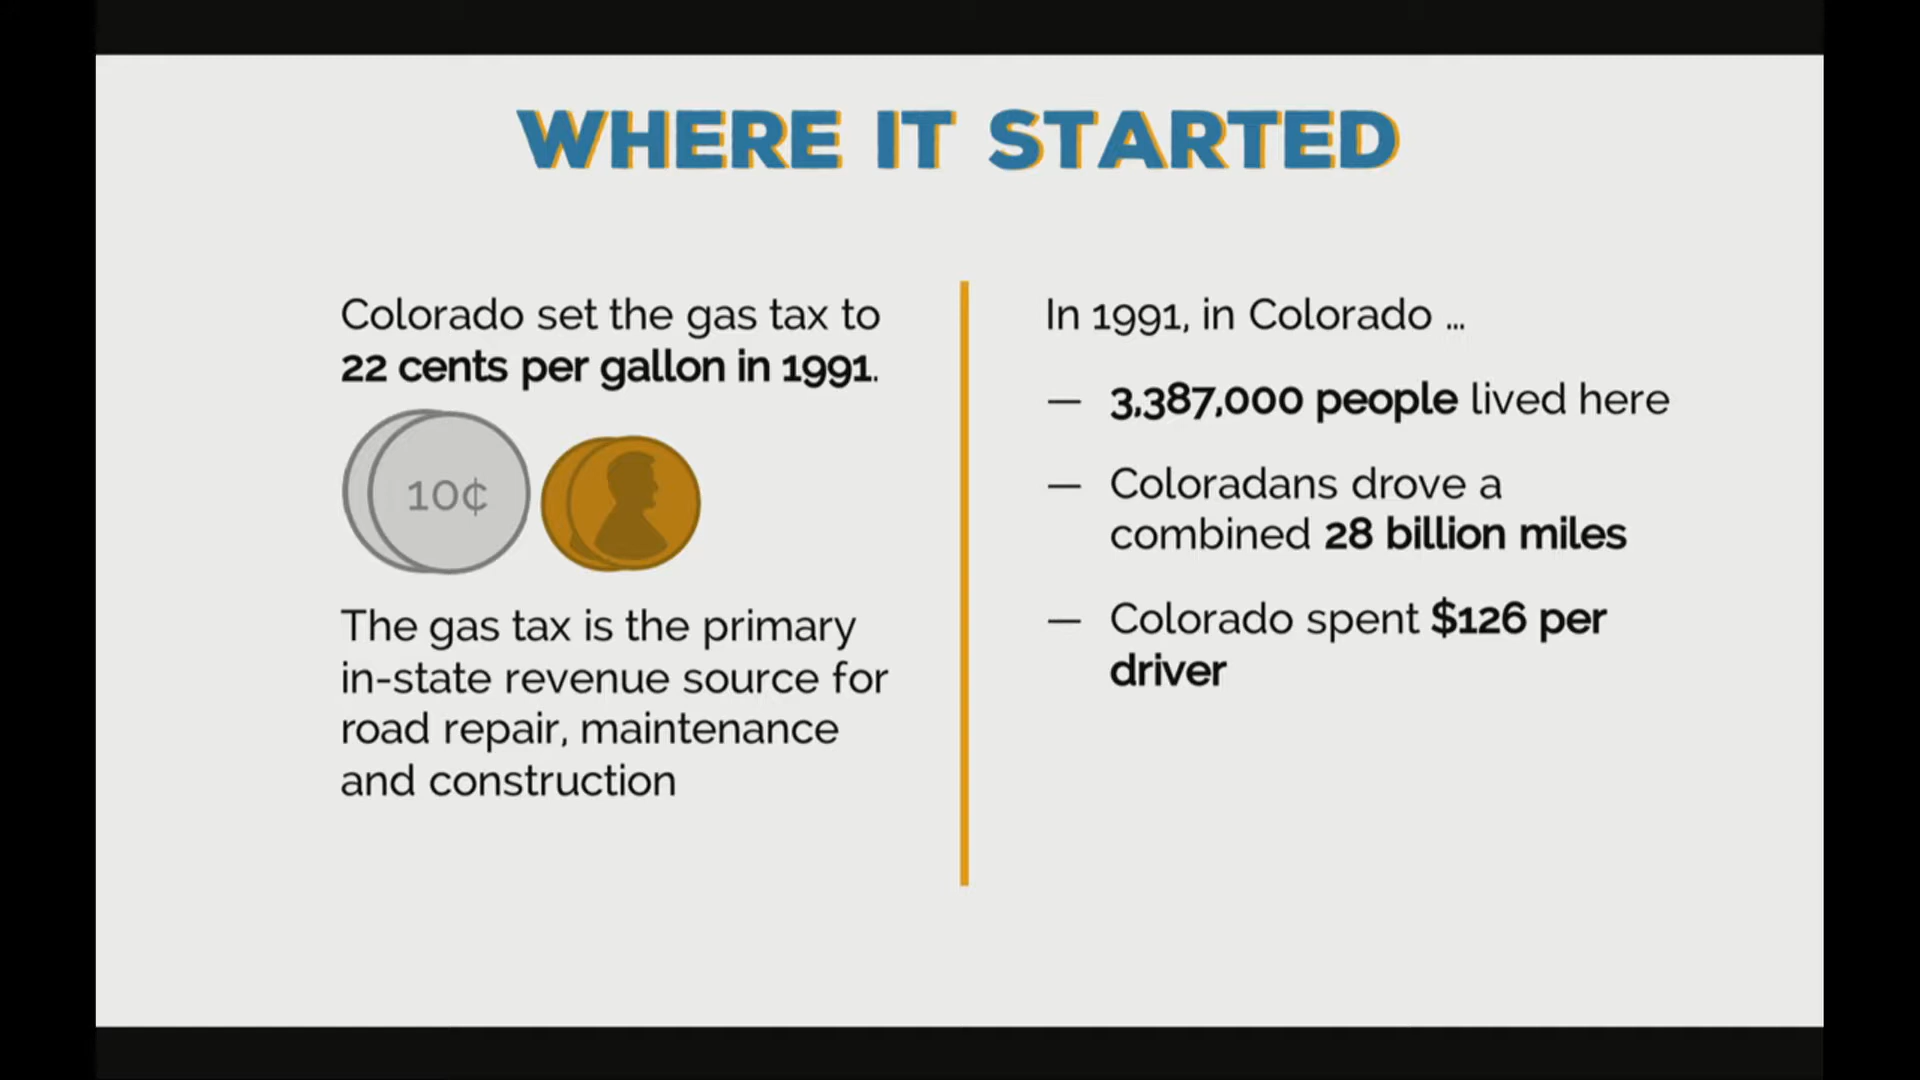 WHERE IT STARTED
Colorado set the gas tax to
22 cents per gallon in 1991.
10¢
The gas tax is the primary
in-state revenue source for
road repair, maintenance
and construction
In 1991, in Colorado ...
— 3,387,000 people lived here
— Coloradans drove a
combined 28 billion miles
— Colorado spent $126 per
driver